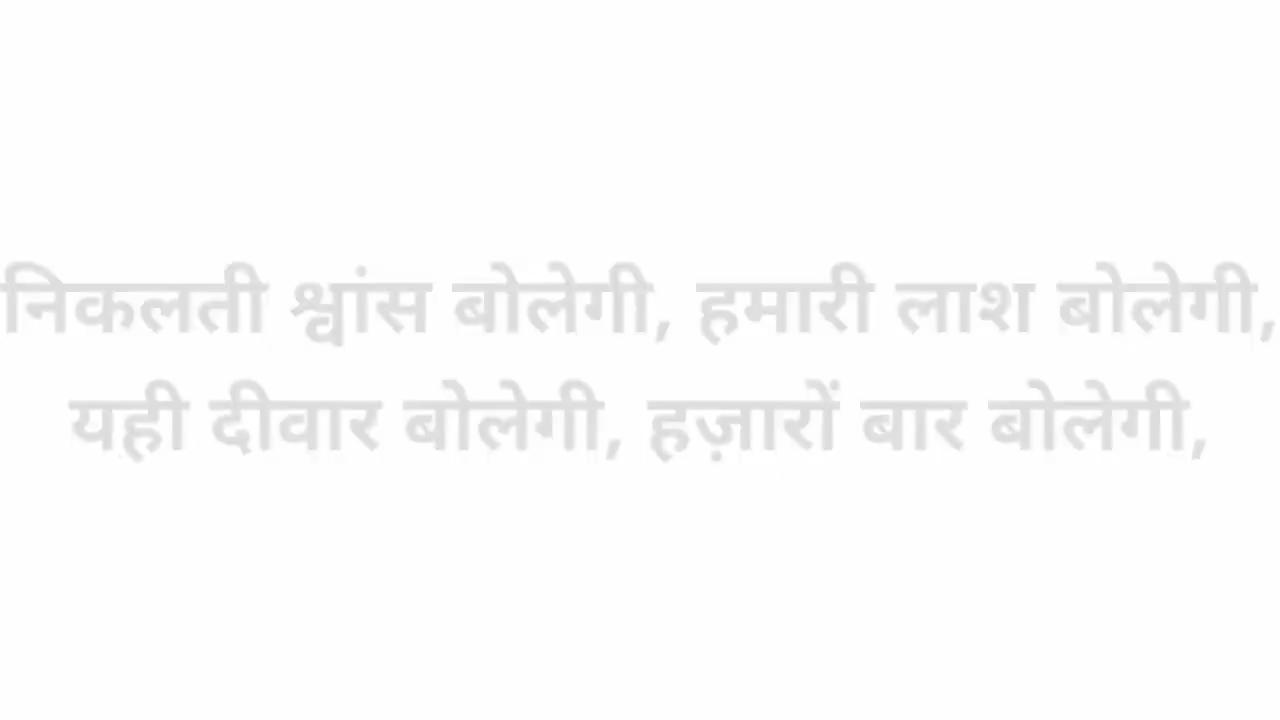 निकलती श्वांस बोलेगी, हमारी लाश बोलेगी,
यही दीवार बोलेगी, हज़ारों बार बोलेगी,